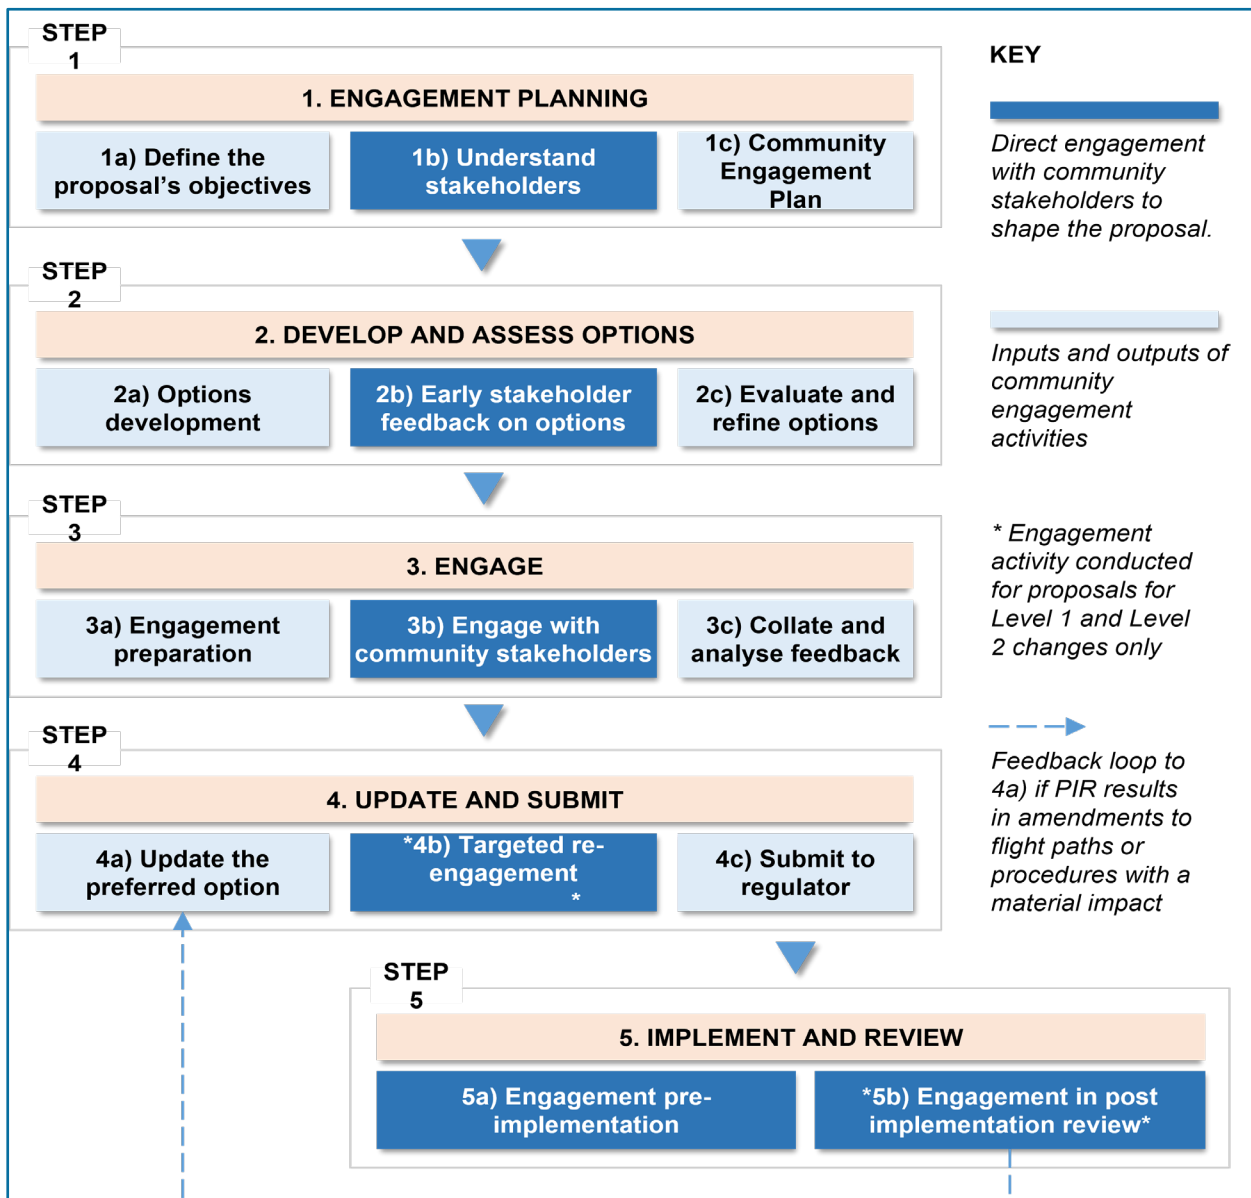 STEP
1
1. ENGAGEMENT PLANNING
1a) Define the
proposal's objectives
1b) Understand
stakeholders
1c) Community
Engagement
Plan
STEP
2
2. DEVELOP AND ASSESS OPTIONS
2a) Options
development
2b) Early stakeholder
feedback on options
2c) Evaluate and
refine options
STEP
3
3. ENGAGE
3a) Engagement
preparation
3b) Engage with
community stakeholders
3c) Collate and
analyse feedback
STEP
4
4. UPDATE AND SUBMIT
4a) Update the
preferred option
*4b) Targeted re-
engagement
*
4c) Submit to
regulator
STEP
5
5. IMPLEMENT AND REVIEW
5a) Engagement pre-
implementation
*5b) Engagement in post
implementation review*
KEY
Direct engagement
with community
stakeholders to
shape the proposal.
Inputs and outputs of
community
engagement
activities
* Engagement
activity conducted
for proposals for
Level 1 and Level
2 changes only
Feedback loop to
4a) if PIR results
in amendments to
flight paths or
procedures with a
material impact